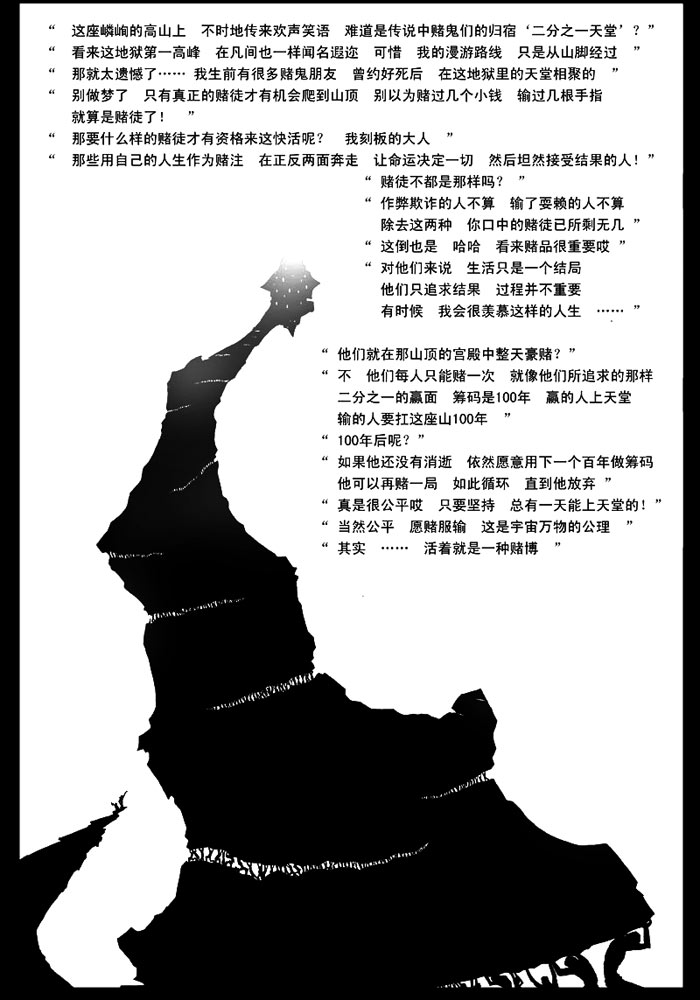 “ 这座嶙峋的高山上 不时地传来欢声笑语 难道是传说中赌鬼们的归宿‘二分之一天堂’？”
“ 看来这地狱第一高峰 在凡间也一样闻名遐迩 可惜 我的漫游路线 只是从山脚经过 ”
“ 那就太遗憾了…… 我生前有很多赌鬼朋友 曾约好死后 在这地狱里的天堂相聚的 ”
“ 别做梦了 只有真正的赌徒才有机会爬到山顶 别以为赌过几个小钱 输过几根手指
就算是赌徒了！ ”
“ 那要什么样的赌徒才有资格来这快活呢？ 我刻板的大人 ”
“ 那些用自己的人生作为赌注 在正反两面奔走 让命运决定一切 然后坦然接受结果的人！”
“ 赌徒不都是那样吗？ ”
“ 作弊欺诈的人不算 输了耍赖的人不算
除去这两种 你口中的赌徒已所剩无几 ”
“ 这倒也是 哈哈 看来赌品很重要哎 ”
“ 对他们来说 生活只是一个结局
他们只追求结果 过程并不重要
有时候 我会很羡慕这样的人生 …… ”
“ 他们就在那山顶的宫殿中整天豪赌？”
“ 不 他们每人只能赌一次 就像他们所追求的那样
二分之一的赢面 筹码是100年 赢的人上天堂
输的人要扛这座山100年 ”
“ 100年后呢？”
“ 如果他还没有消逝 依然愿意用下一个百年做筹码
他可以再赌一局 如此循环 直到他放弃 ”
“ 真是很公平哎 只要坚持 总有一天能上天堂的！”
“ 当然公平 愿赌服输 这是宇宙万物的公理 ”
“ 其实 …… 活着就是一种赌博 ”